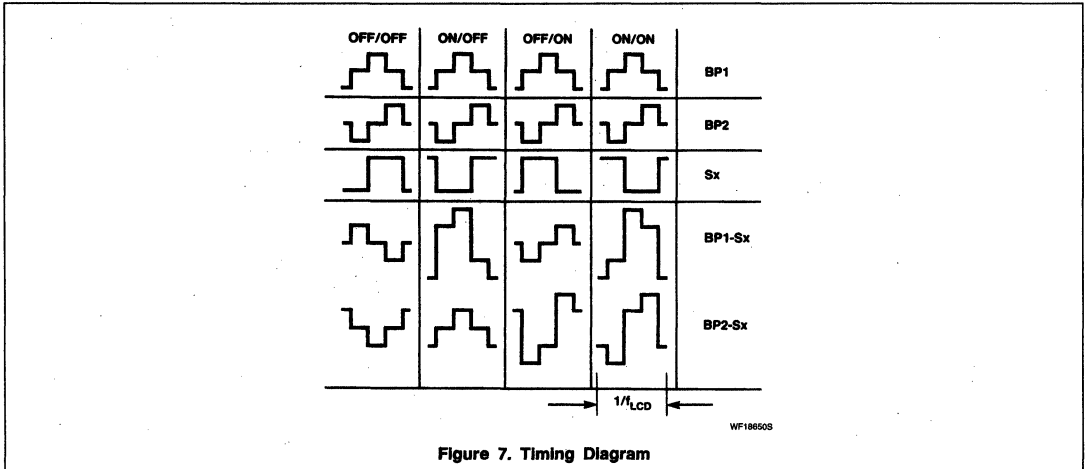 OFF/OFF ON/OFF OFF/ON ON/ON
BP1
BP2
Sx
BP1-Sx
BP2-Sx
1/fLCD
WF18650S
Figure 7. Timing Diagram